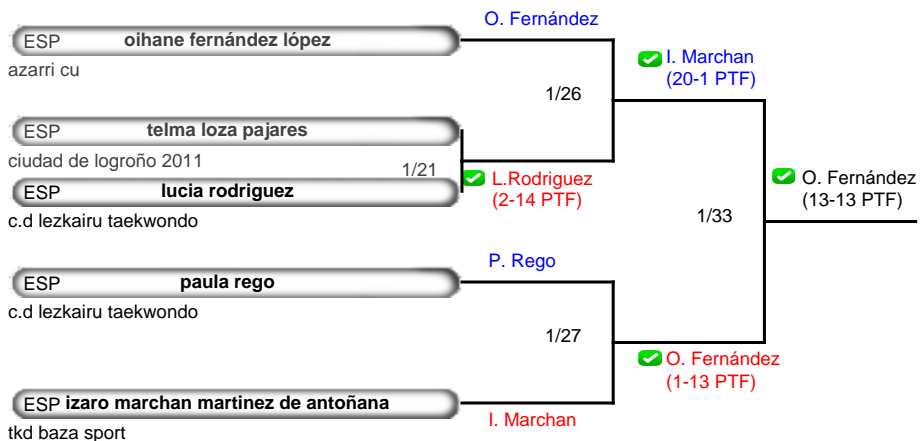 O. Fernández
ESP oihane fernández lópez
azarri cu
I. Marchan
(20-1 PTF)
1/26
ESP telma loza pajares
ciudad de logroño 2011
1/21
ESP lucia rodriguez
c.d lezkairu taekwondo
L.Rodriguez
(2-14 PTF)
O. Fernández
(13-13 PTF)
1/33
P. Rego
ESP paula rego
c.d lezkairu taekwondo
1/27
O. Fernández
(1-13 PTF)
ESP izaro marchan martinez de antoñana
I. Marchan
tkd baza sport